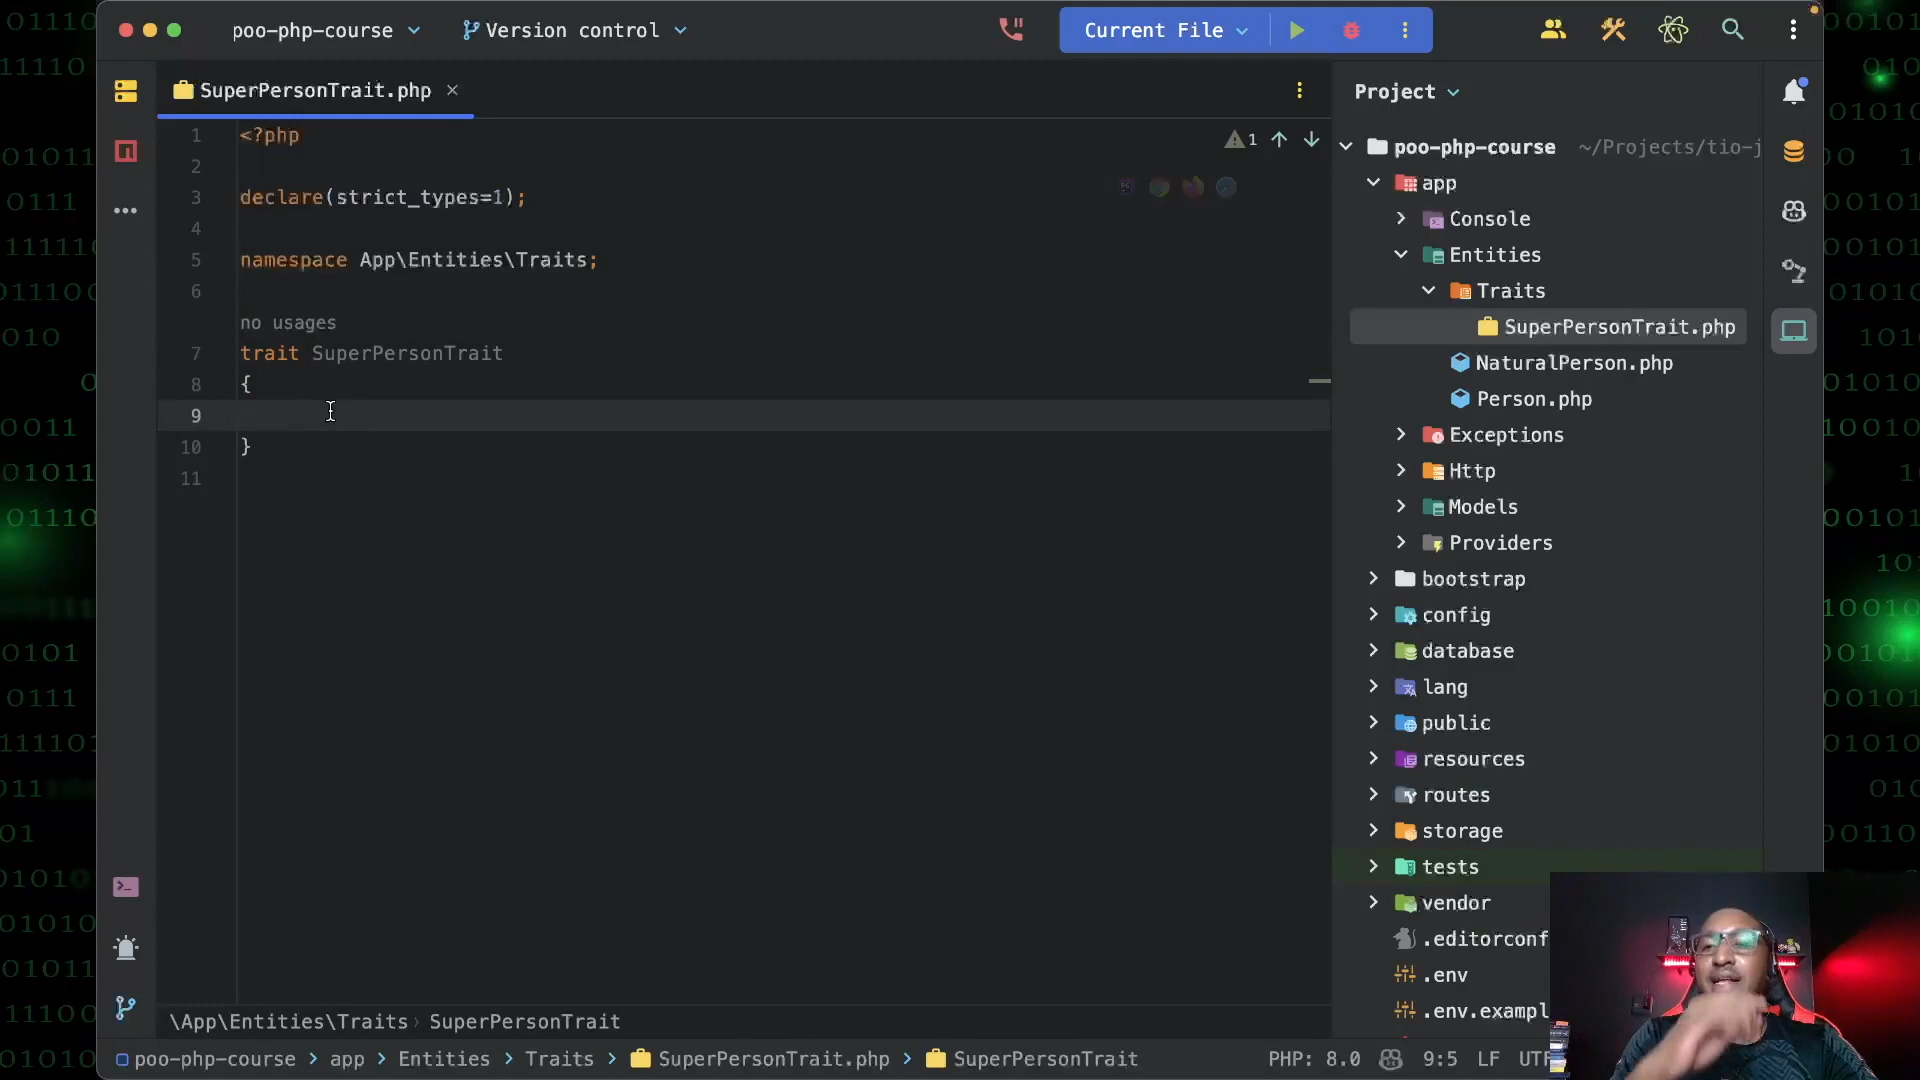 poo-php-course
Version control
Current File
SuperPersonTrait.php
Project
1 <?php
2
3 declare(strict_types=1);
4
5 namespace App\Entities\Traits;
6
no usages
7 trait SuperPersonTrait
8 {
9
10 }
11
1
poo-php-course ~/Projects/tio-j
app
Console
Entities
Traits
SuperPersonTrait.php
NaturalPerson.php
Person.php
Exceptions
Http
Models
Providers
bootstrap
config
database
lang
public
resources
routes
storage
tests
vendor
.editorconf
.env
.env.exampl
\App\Entities\Traits › SuperPersonTrait
poo-php-course > app > Entities > Traits > SuperPersonTrait.php > SuperPersonTrait
PHP: 8.0 9:5 LF UTF